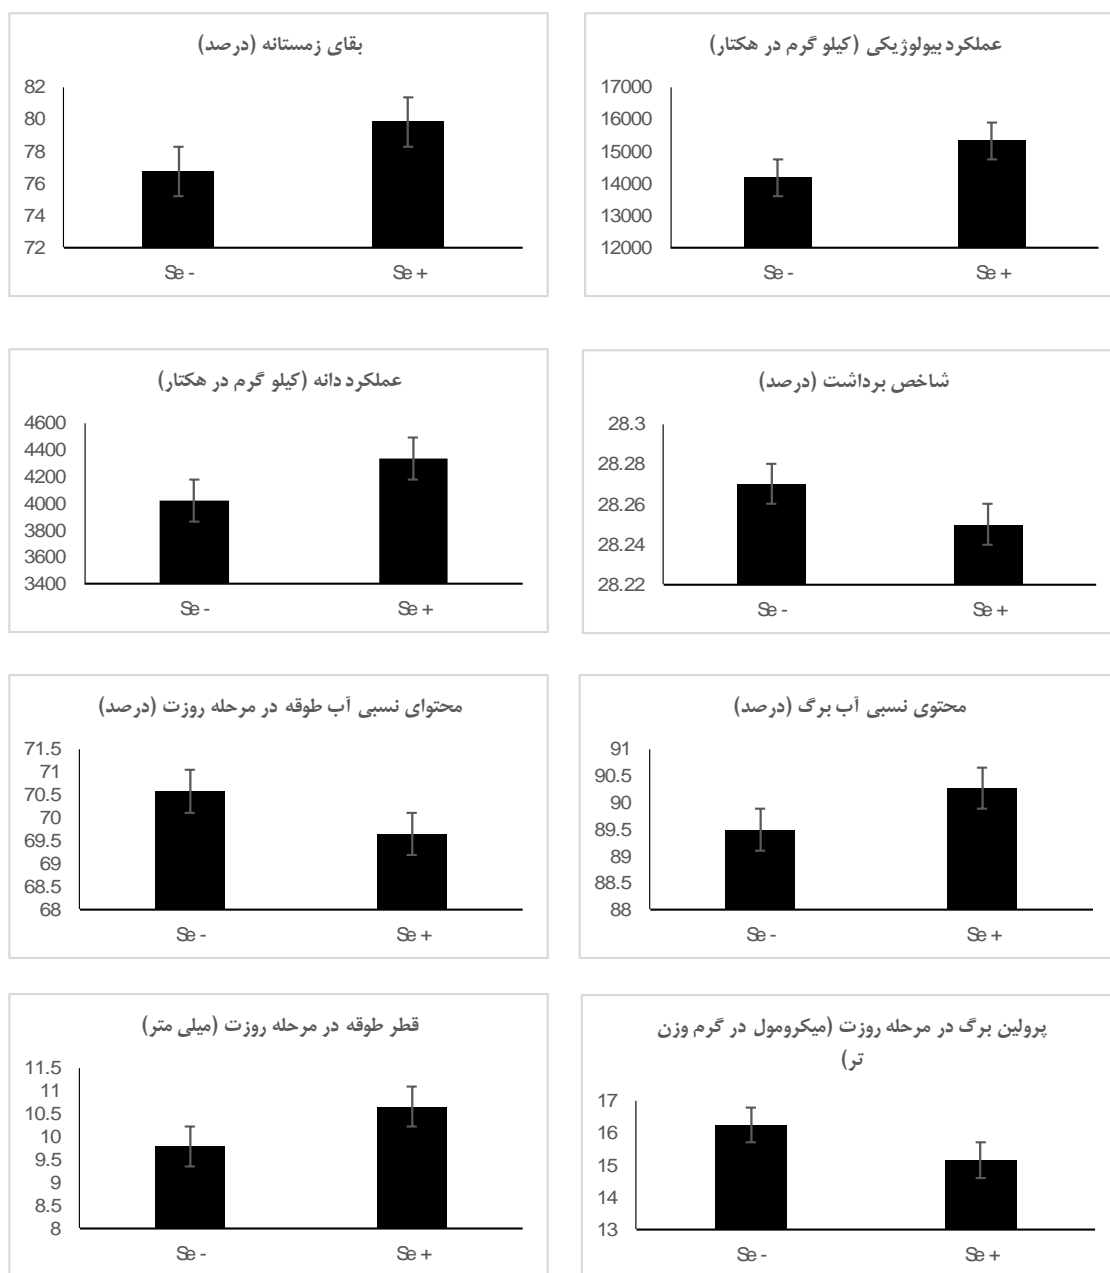 بقای زمستانه (درصد)
82
80
78
76
74
72
Se -
Se +
عملکرد بیولوژیکی (کیلو گرم در هکتار)
17000
16000
15000
14000
13000
12000
Se -
Se +
عملکرد دانه (کیلو گرم در هکتار)
4600
4400
4200
4000
3800
3600
3400
Se -
Se +
شاخص برداشت (درصد)
28.3
28.28
28.26
28.24
28.22
Se -
Se +
محتوای نسبی آب طوقه در مرحله روزت (درصد)
71.5
71
70.5
70
69.5
69
68.5
68
Se -
Se +
محتوی نسبی آب برگ (درصد)
91
90.5
90
89.5
89
88.5
88
Se -
Se +
قطر طوقه در مرحله روزت (میلی متر)
11.5
11
10.5
10
9.5
9
8.5
8
Se -
Se +
پرولین برگ در مرحله روزت (میکرومول در گرم وزن
تر)
17
16
15
14
13
Se -
Se +